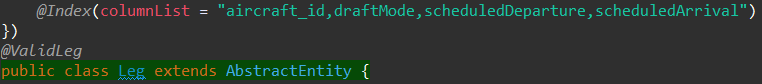 @Index(columnList = "aircraft_id,draftMode,scheduledDeparture,scheduledArrival")
})
@ValidLeg
public class Leg extends AbstractEntity {